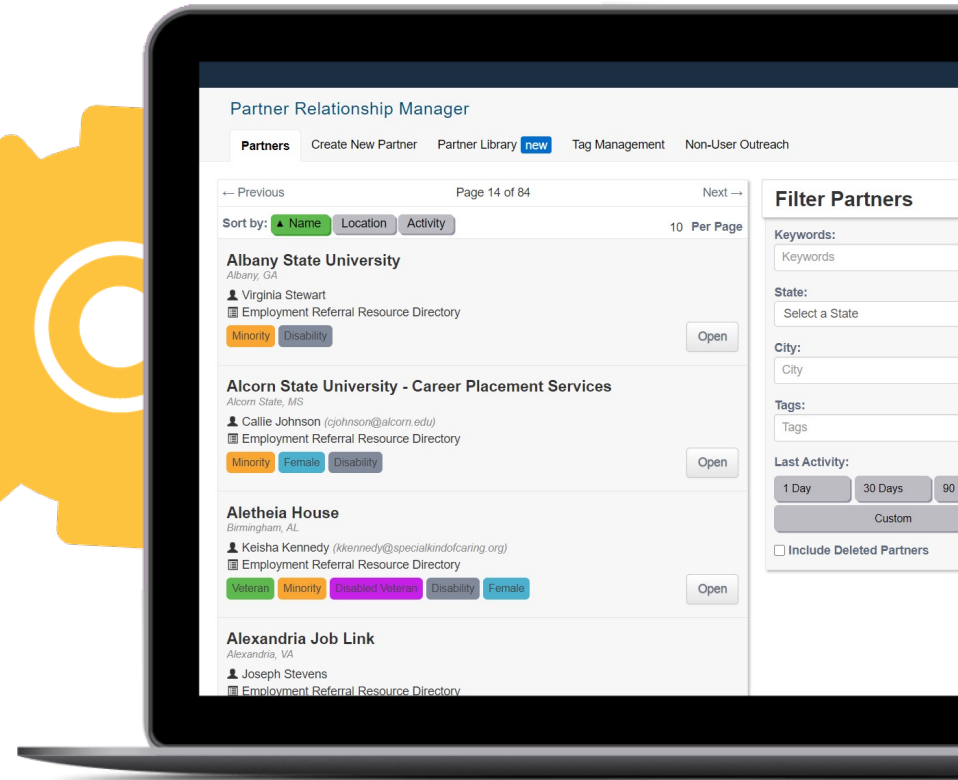 Partner Relationship Manager
Partners Create New Partner Partner Library new Tag Management Non-User Outreach
← Previous Page 14 of 84 Next →
Sort by: ▲ Name Location Activity 10 Per Page
Albany State University
Albany, GA
Virginia Stewart
Employment Referral Resource Directory
Minority Disability Open
Alcorn State University - Career Placement Services
Alcorn State, MS
Callie Johnson (cjohnson@alcorn.edu)
Employment Referral Resource Directory
Minority Female Disability Open
Aletheia House
Birmingham, AL
Keisha Kennedy (kkennedy@specialkindofcaring.org)
Employment Referral Resource Directory
Veteran Minority Disabled Veteran Disability Female Open
Alexandria Job Link
Alexandria, VA
Joseph Stevens
Employment Referral Resource Directory
Filter Partners
Keywords:
Keywords
State:
Select a State
City:
City
Tags:
Tags
Last Activity:
1 Day 30 Days 90
Custom
Include Deleted Partners